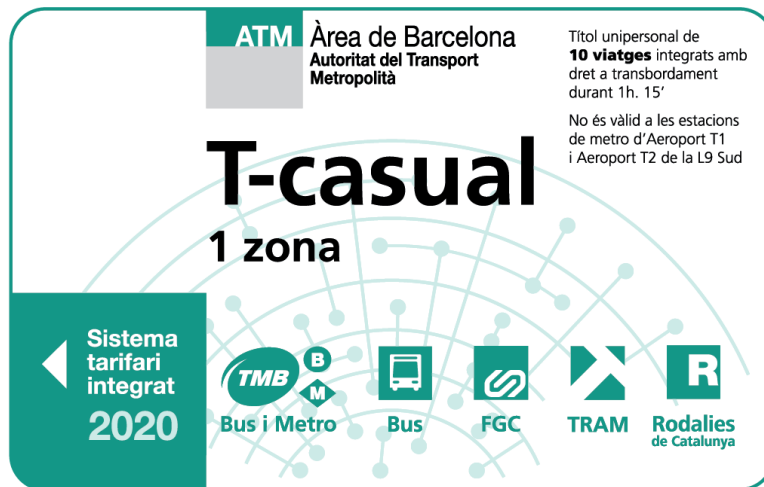 ATM Àrea de Barcelona
Autoritat del Transport
Metropolità
Títol unipersonal de
10 viatges integrats amb
dret a transbordament
durant 1h. 15’
No és vàlid a les estacions
de metro d’Aeroport T1
i Aeroport T2 de la L9 Sud
T-casual
1 zona
Sistema
tarifari
integrat
2020
TMB B M
Bus i Metro
Bus
FGC
TRAM
R
Rodalies
de Catalunya